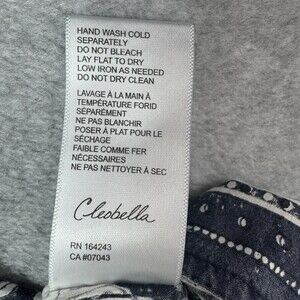 HAND WASH COLD
SEPARATELY
DO NOT BLEACH
LAY FLAT TO DRY
LOW IRON AS NEEDED
DO NOT DRY CLEAN
LAVAGE À LA MAIN À
TEMPÉRATURE FORID
SÉPARÉMENT
NE PAS BLANCHIR
POSER À PLAT POUR LE
SÉCHAGE
FAIBLE COMME FER
NÉCESSAIRES
NE PAS NETTOYER À SEC
Cleobella
RN 164243
CA #07043